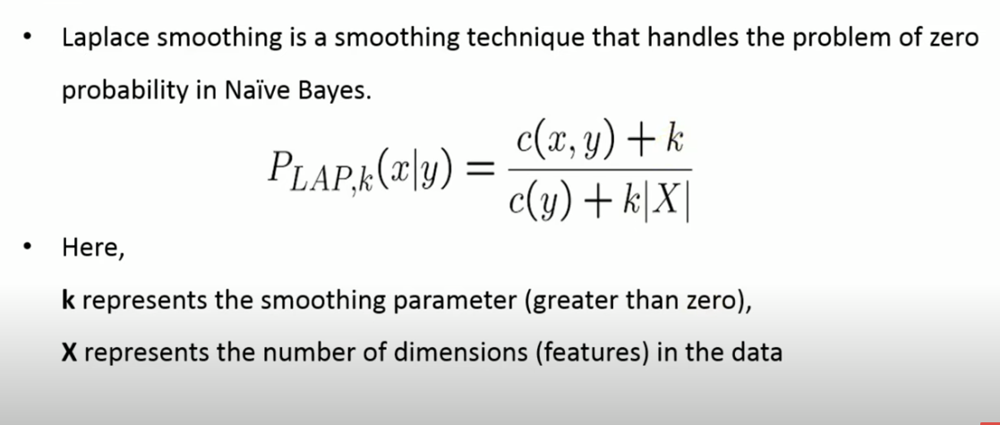 • Laplace smoothing is a smoothing technique that handles the problem of zero
probability in Naïve Bayes.
P_{LAP,k}(x|y) = \frac{c(x, y) + k}{c(y) + k|X|}
• Here,
k represents the smoothing parameter (greater than zero),
X represents the number of dimensions (features) in the data